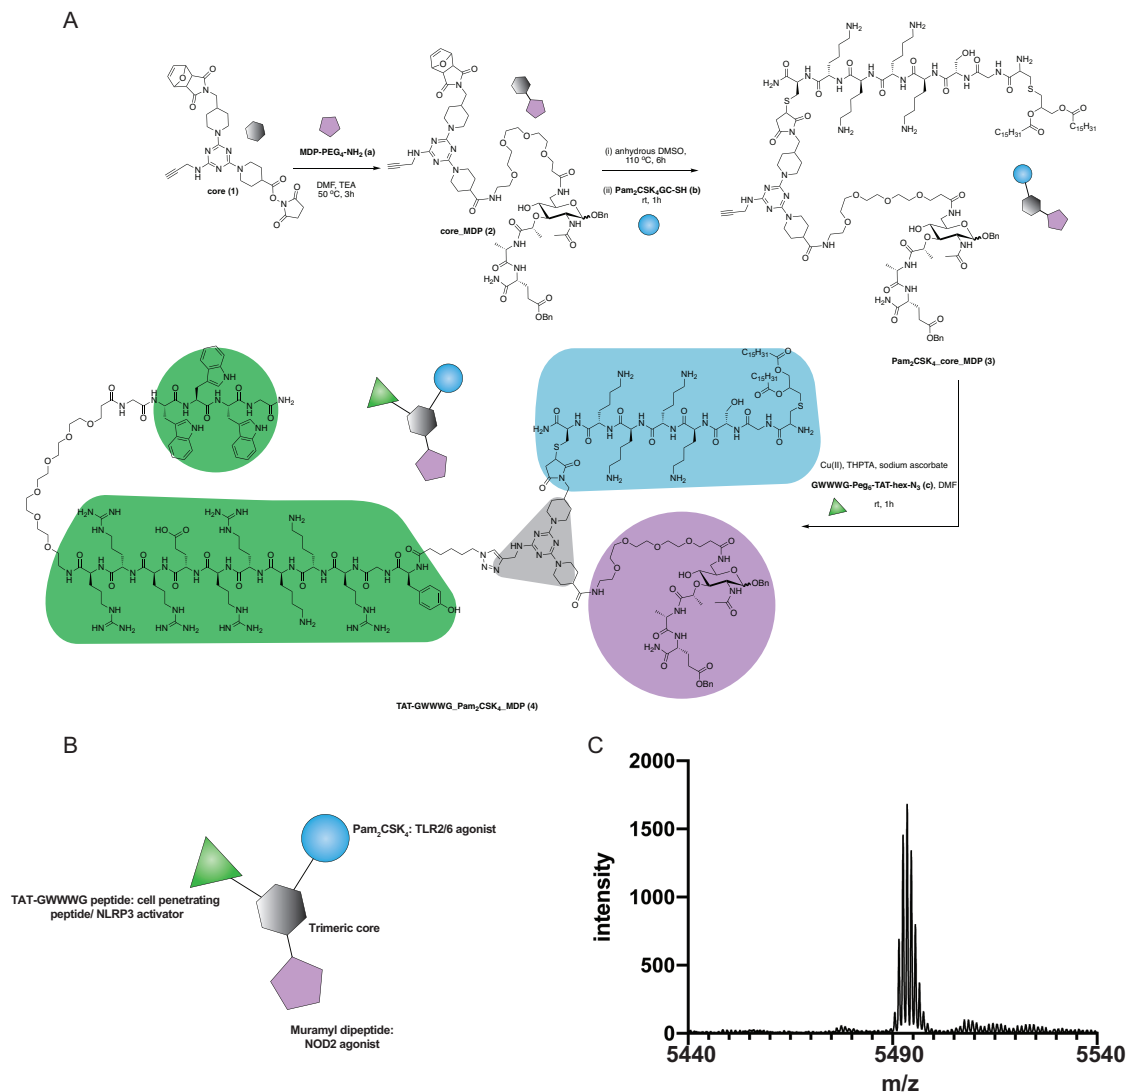 A
core (1)
MDP-PEG4-NH2 (a)
DMF, TEA
50 ºC, 3h
core_MDP (2)
(i) anhydrous DMSO,
110 ºC, 6h
(ii) Pam2CSK4GC-SH (b)
rt, 1h
Pam2CSK4_core_MDP (3)
Cu(II), THPTA, sodium ascorbate
GWWWG-Peg6-TAT-hex-N3 (c), DMF
rt, 1h
TAT-GWWWG_Pam2CSK4_MDP (4)
B
Pam2CSK4: TLR2/6 agonist
TAT-GWWWG peptide: cell penetrating
peptide/ NLRP3 activator
Trimeric core
Muramyl dipeptide:
NOD2 agonist
C
2000
1500
1000
500
0
intensity
5440
5490
5540
m/z